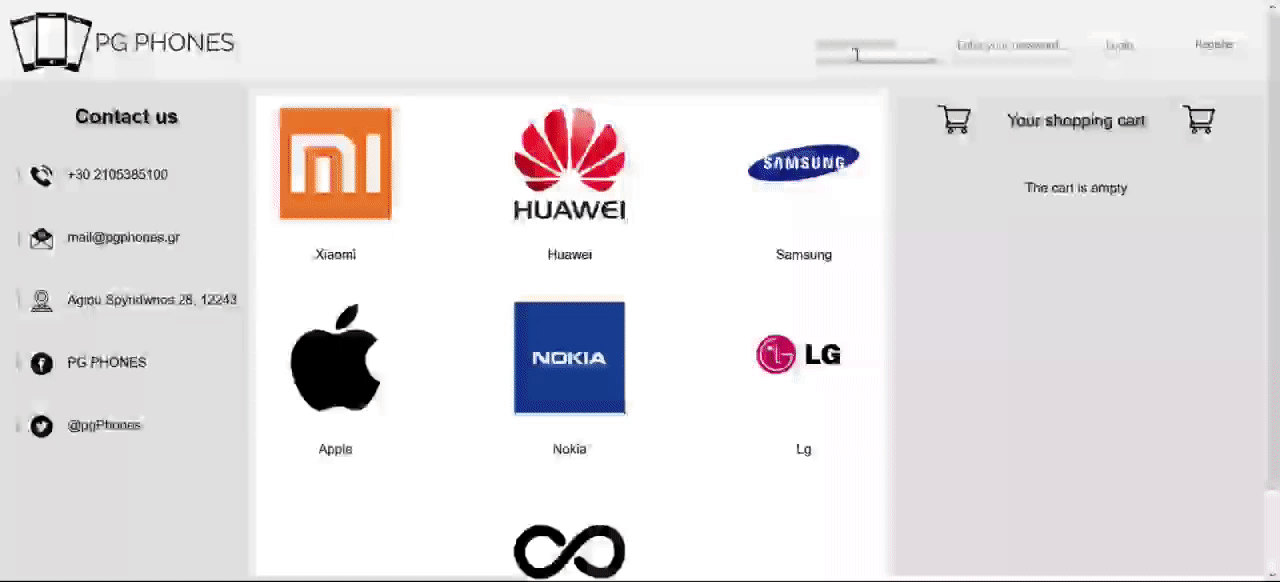 PG PHONES
Enter your password...
Login
Register
Contact us
+30 2105385100
mail@pgphones.gr
Agiou Spyridwnos 28, 12243
PG PHONES
@pgPhones
mi
HUAWEI
SAMSUNG
Xiaomi
Huawei
Samsung
NOKIA
LG
Apple
Nokia
Lg
Your shopping cart
The cart is empty